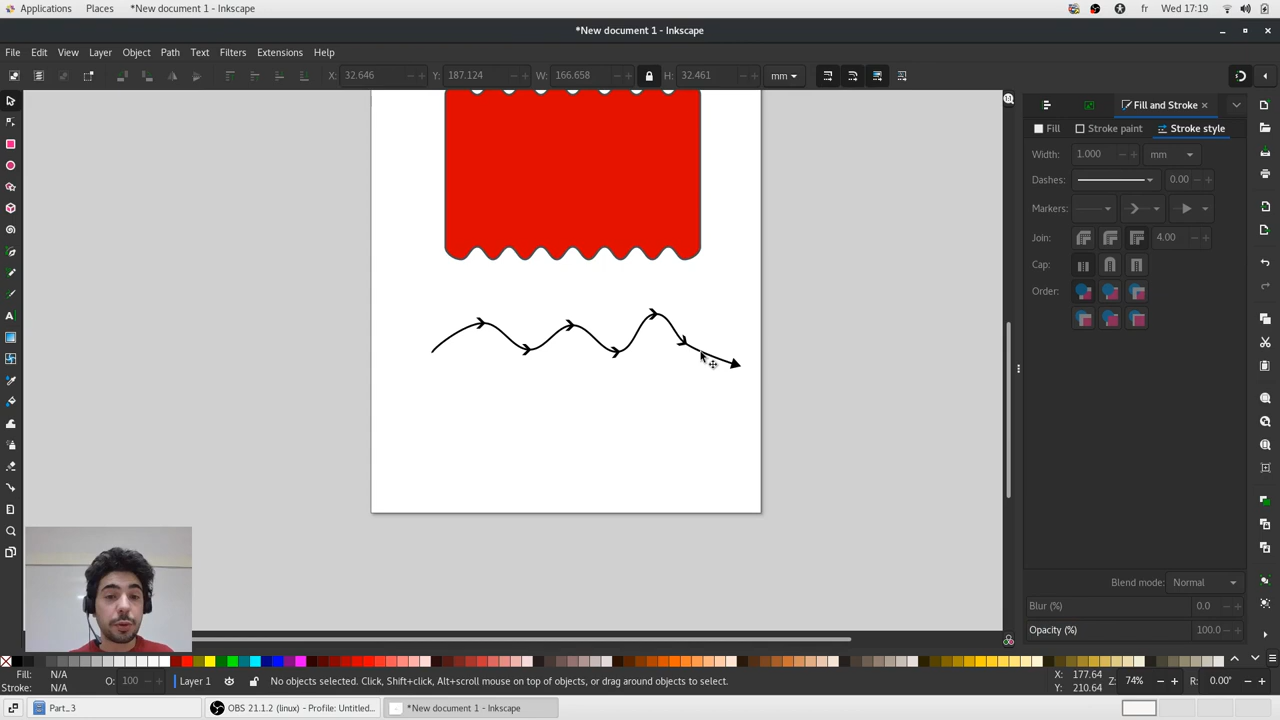 Applications Places *New document 1 - Inkscape fr Wed 17:19
*New document 1 - Inkscape
File Edit View Layer Object Path Text Filters Extensions Help
X: 32.646 - + Y: 187.124 - + W: 166.658 - + H: 32.461 - + mm
Fill and Stroke
Fill Stroke paint Stroke style
Width: 1.000 - + mm
Dashes: 0.00 - +
Markers:
Join: 4.00 - +
Cap:
Order:
Blend mode: Normal
Blur (%) 0.0 - +
Opacity (%) 100.0 - +
Fill: N/A
Stroke: N/A
O: 100
Layer 1
No objects selected. Click, Shift+click, Alt+scroll mouse on top of objects, or drag around objects to select.
X: 177.64
Y: 210.64
Z: 74% - + R: 0.00° - +
Part_3 OBS 21.1.2 (linux) - Profile: Untitled... *New document 1 - Inkscape